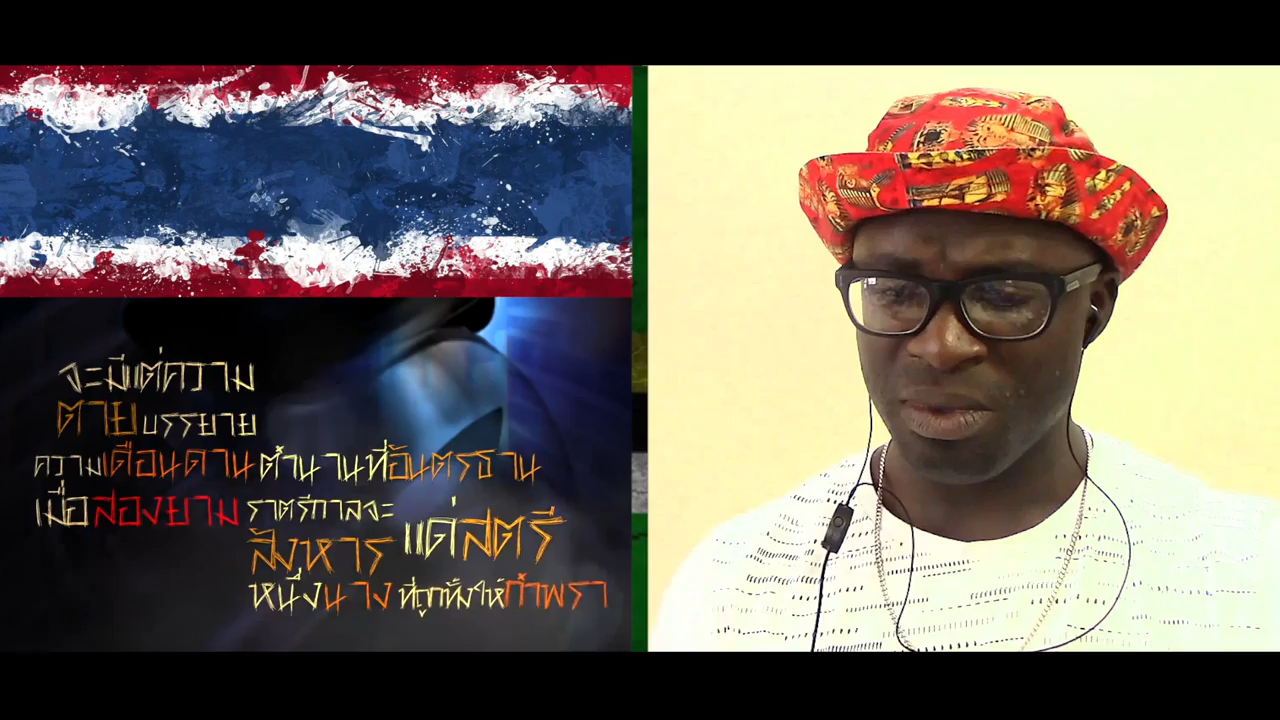 จะมีแต่ความ
ตายบรรยาย
ความเดือนดานตำนานที่อันตรธาน
เมื่อสองยามราตรีกาลจะ
สังหารแด่สตรี
หนึ่งนางที่ถูกทิ้งให้กำพรา